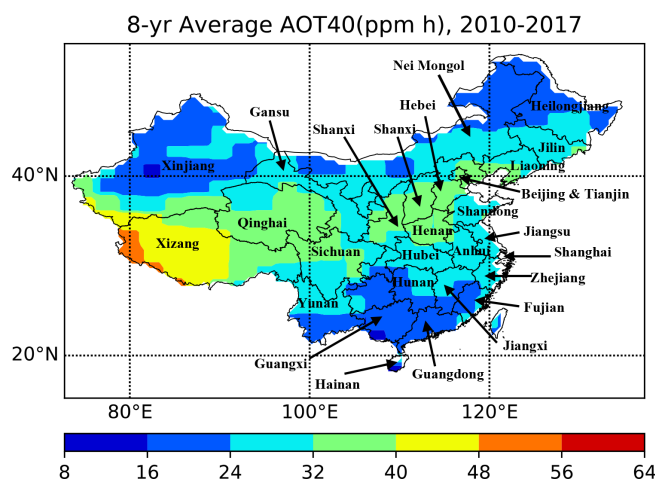 8-yr Average AOT40(ppm h), 2010-2017
Nei Mongol
Hebei
Heilongjiang
Gansu
Shanxi
Shanxi
Jilin
Liaoning
Xinjiang
40°N
Beijing & Tianjin
Shandong
Qinghai
Henan
Jiangsu
Xizang
Sichuan
Hubei
Anhui
Shanghai
Hunan
Zhejiang
Yunnan
Fujian
20°N
Guangxi
Jiangxi
Hainan
Guangdong
80°E
100°E
120°E
8 16 24 32 40 48 56 64